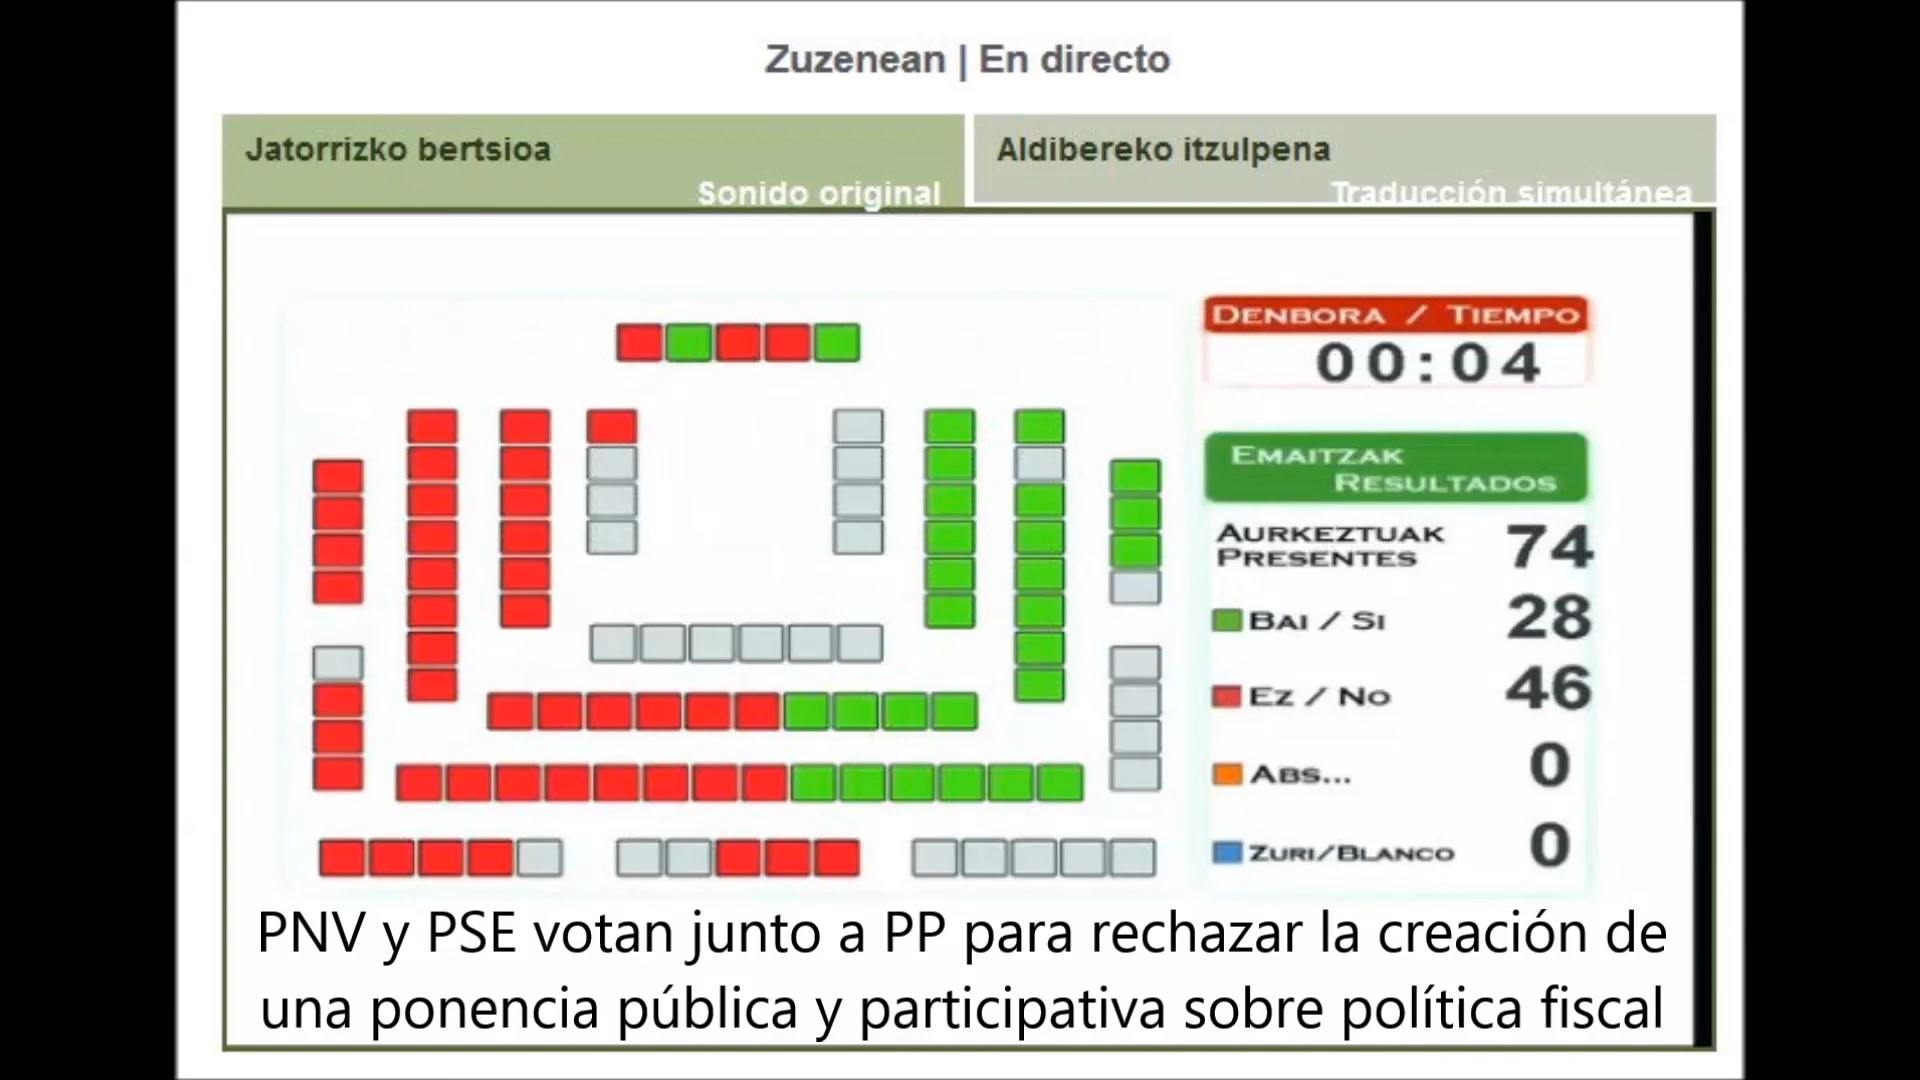 Zuzenean | En directo
Jatorrizko bertsioa
Sonido original
Aldibereko itzulpena
Traducción simultánea
DENBORA / TIEMPO
00:04
EMAITZAK
RESULTADOS
AURKEZTUAK
PRESENTES
74
BAI / SI
28
EZ / NO
46
ABS...
0
ZURI/BLANCO
0
PNV y PSE votan junto a PP para rechazar la creación de
una ponencia pública y participativa sobre política fiscal